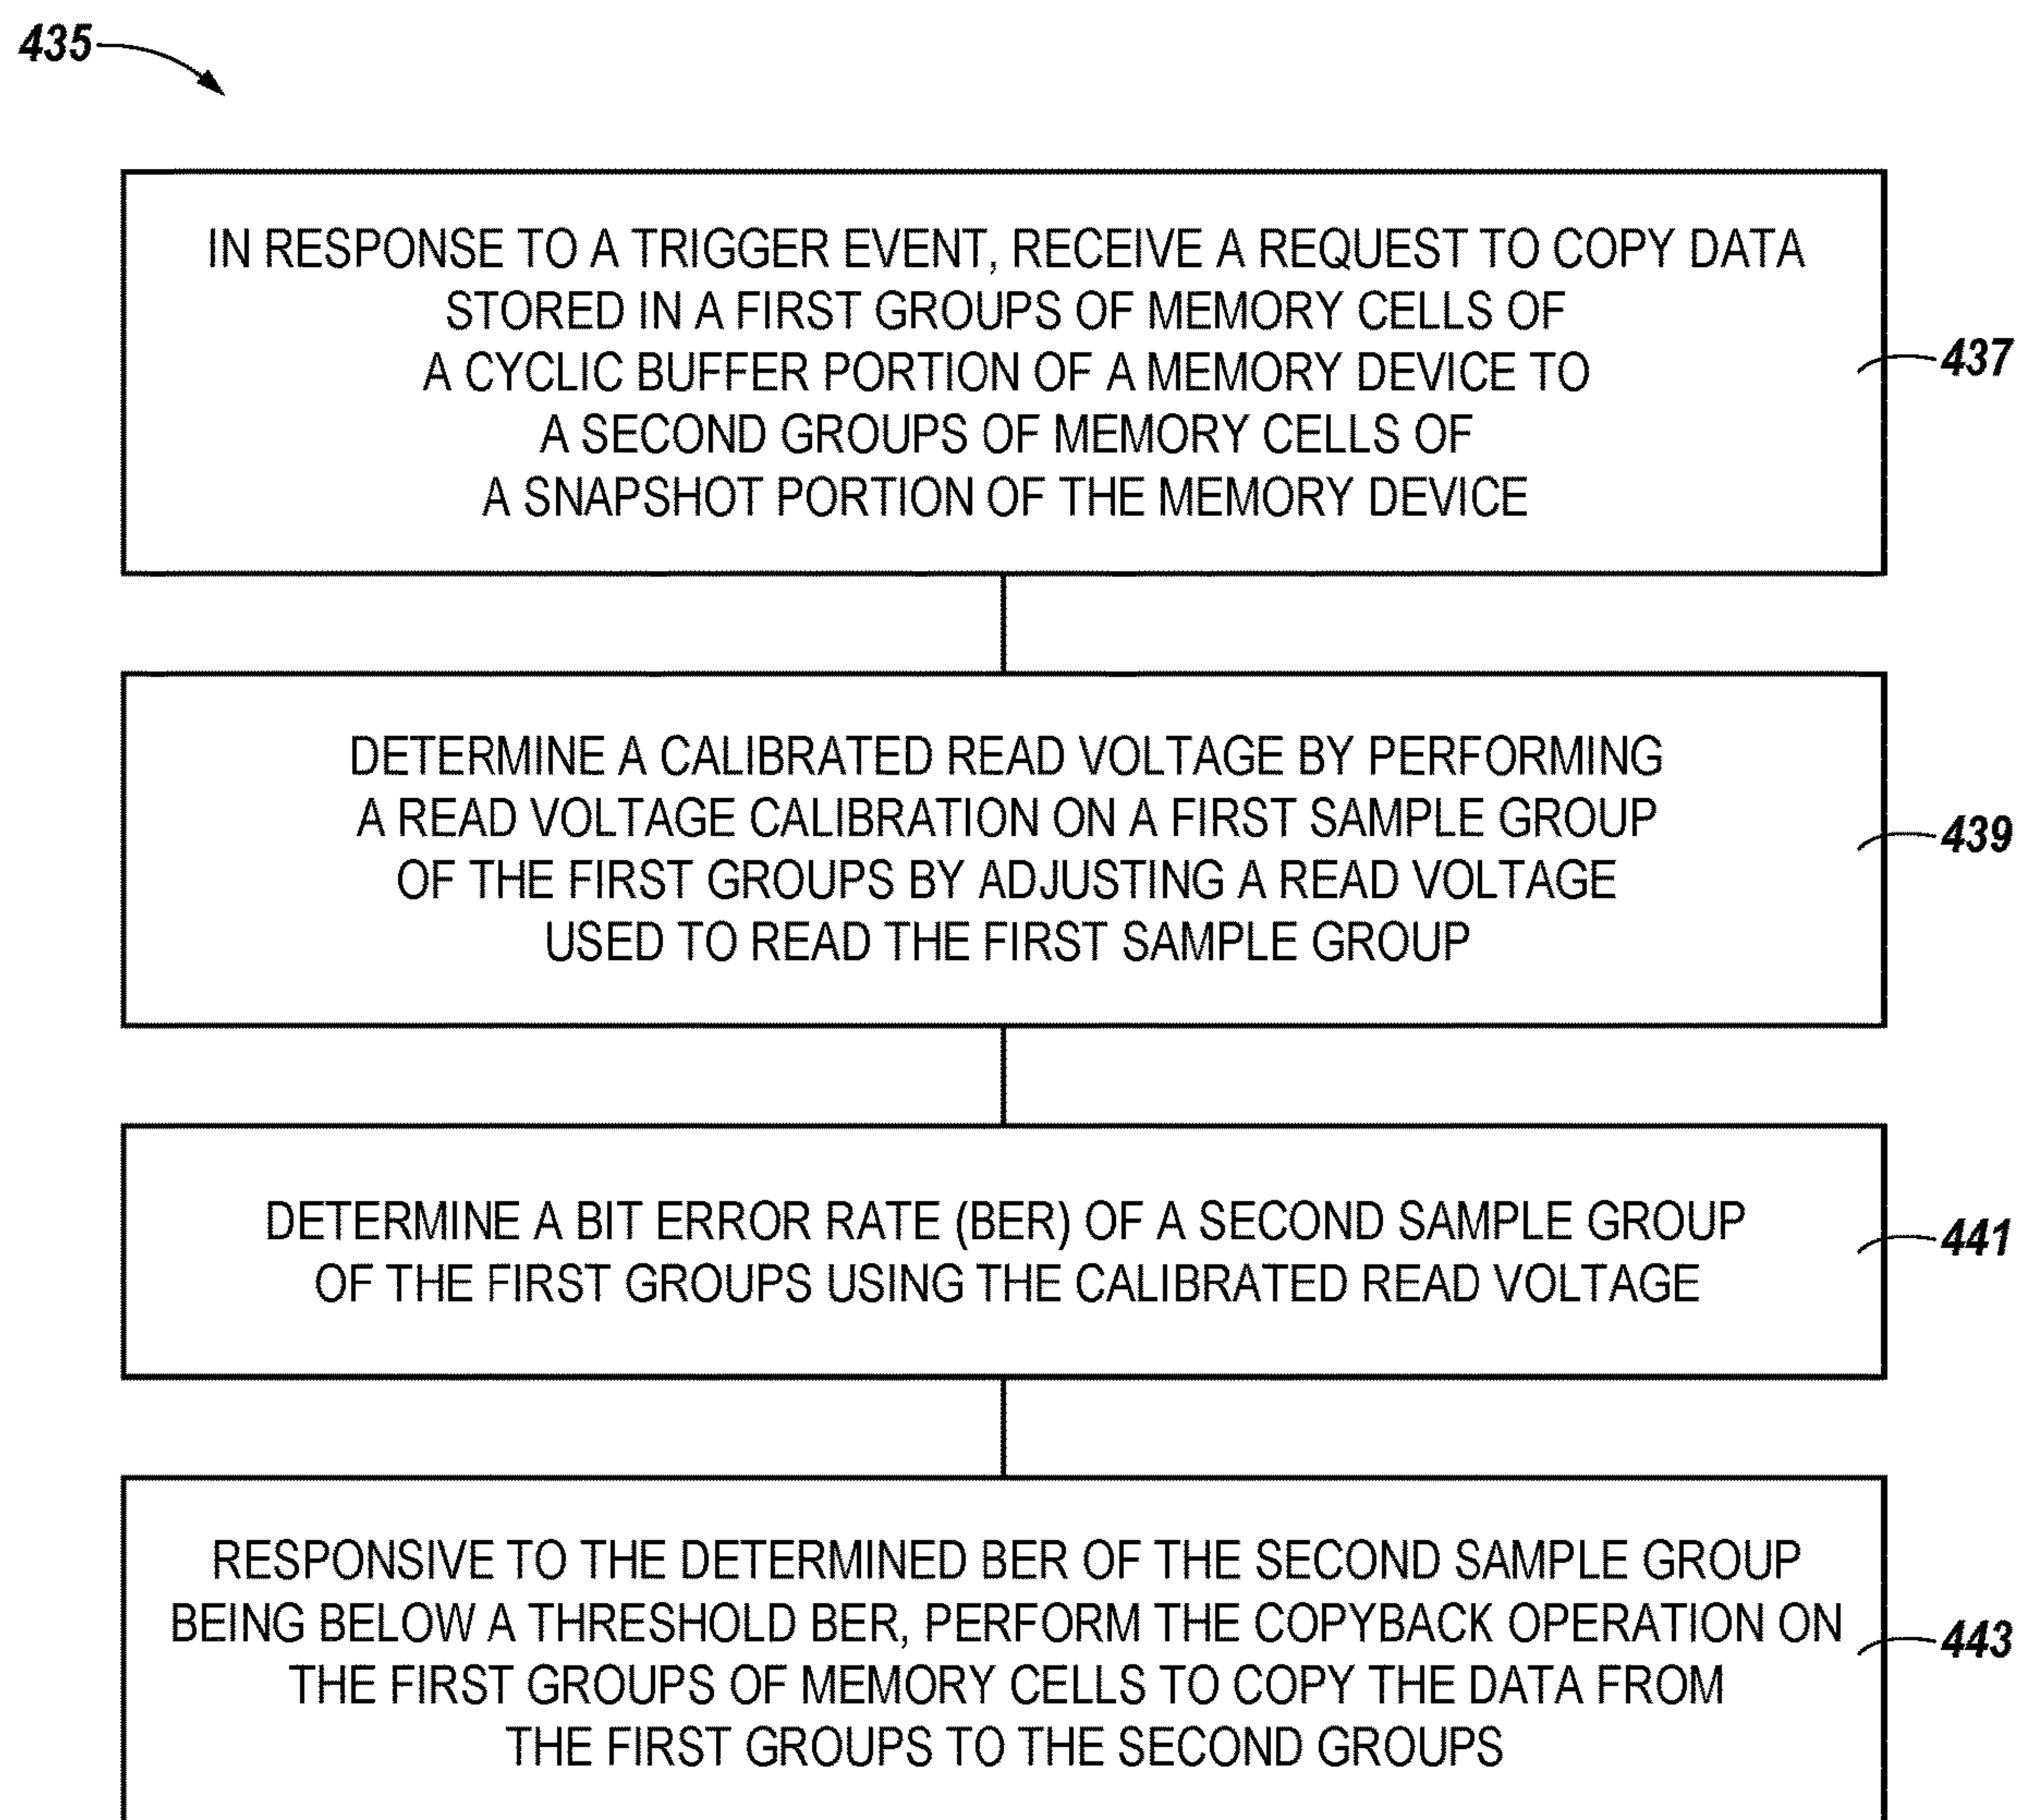 435
IN RESPONSE TO A TRIGGER EVENT, RECEIVE A REQUEST TO COPY DATA
STORED IN A FIRST GROUPS OF MEMORY CELLS OF
A CYCLIC BUFFER PORTION OF A MEMORY DEVICE TO
A SECOND GROUPS OF MEMORY CELLS OF
A SNAPSHOT PORTION OF THE MEMORY DEVICE
437
DETERMINE A CALIBRATED READ VOLTAGE BY PERFORMING
A READ VOLTAGE CALIBRATION ON A FIRST SAMPLE GROUP
OF THE FIRST GROUPS BY ADJUSTING A READ VOLTAGE
USED TO READ THE FIRST SAMPLE GROUP
439
DETERMINE A BIT ERROR RATE (BER) OF A SECOND SAMPLE GROUP
OF THE FIRST GROUPS USING THE CALIBRATED READ VOLTAGE
441
RESPONSIVE TO THE DETERMINED BER OF THE SECOND SAMPLE GROUP
BEING BELOW A THRESHOLD BER, PERFORM THE COPYBACK OPERATION ON
THE FIRST GROUPS OF MEMORY CELLS TO COPY THE DATA FROM
THE FIRST GROUPS TO THE SECOND GROUPS
443